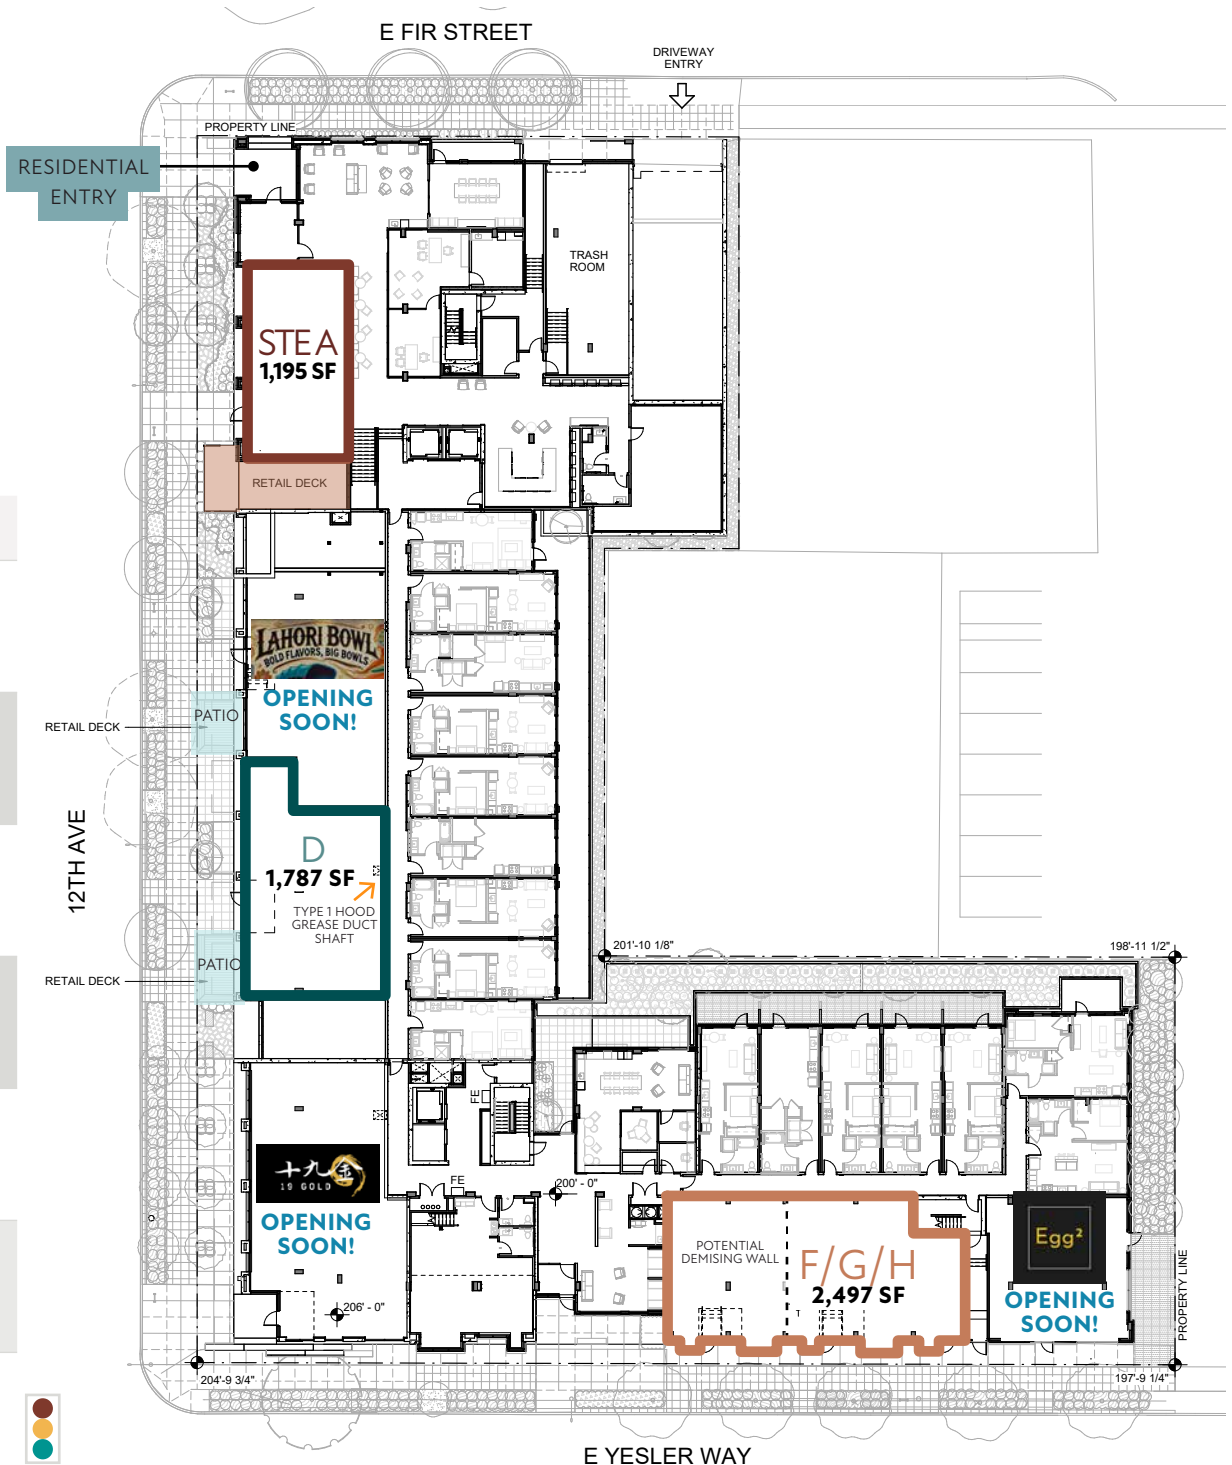 E FIR STREET
DRIVEWAY
ENTRY
PROPERTY LINE
RESIDENTIAL
ENTRY
TRASH
ROOM
STE A
1,195 SF
RETAIL DECK
LAHORI BOWL
BOLD FLAVORS, BIG BOWLS
OPENING
SOON!
PATIO
RETAIL DECK
12TH AVE
D
1,787 SF
TYPE 1 HOOD
GREASE DUCT
SHAFT
PATIO
RETAIL DECK
201'-10 1/8"
198'-11 1/2"
FE
FE
200' - 0"
十九金
19 GOLD
OPENING
SOON!
206' - 0"
POTENTIAL
DEMISING WALL
F/G/H
2,497 SF
Egg²
OPENING
SOON!
PROPERTY LINE
204'-9 3/4"
197'-9 1/4"
E YESLER WAY